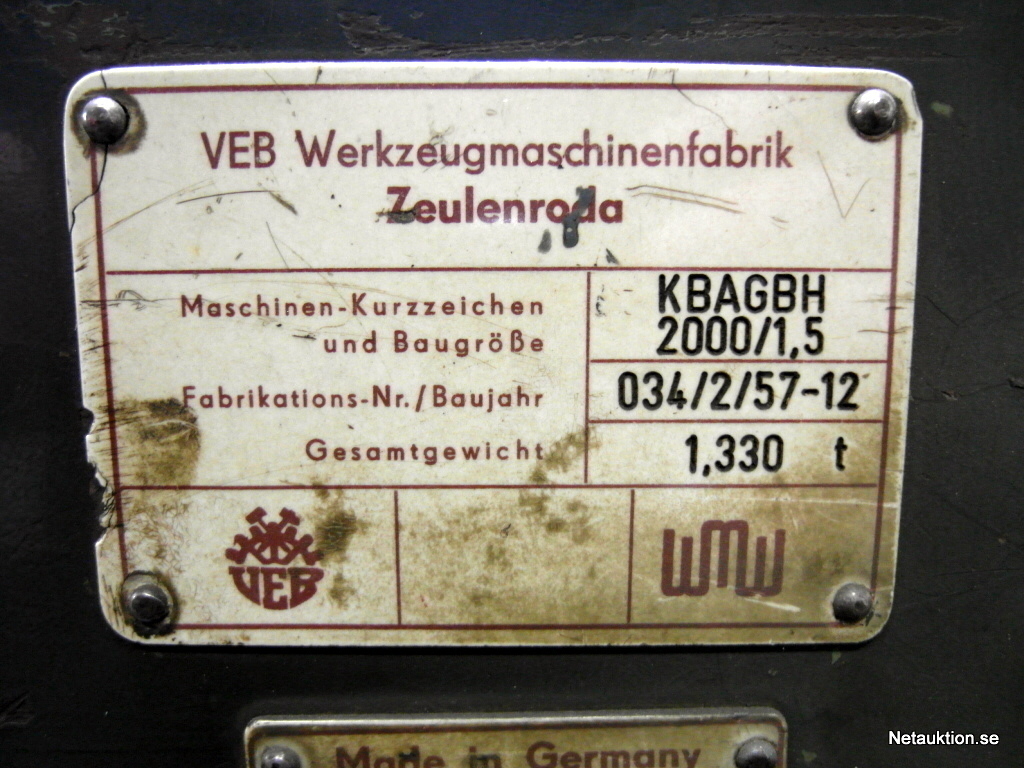 VEB Werkzeugmaschinenfabrik
Zeulenroda
Maschinen-Kurzzeichen
und Baugröße
KBAGBH
2000/1,5
Fabrikations-Nr./Baujahr
034/2/57-12
Gesamtgewicht
1,330 t
VEB
WMW
Made in Germany
Netauktion.se